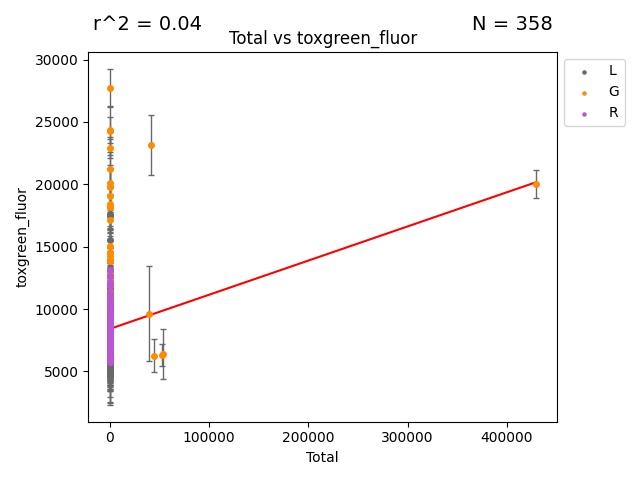 r^2 = 0.04
N = 358
Total vs toxgreen_fluor
30000
25000
20000
15000
10000
5000
toxgreen_fluor
0
100000
200000
300000
400000
Total
L
G
R